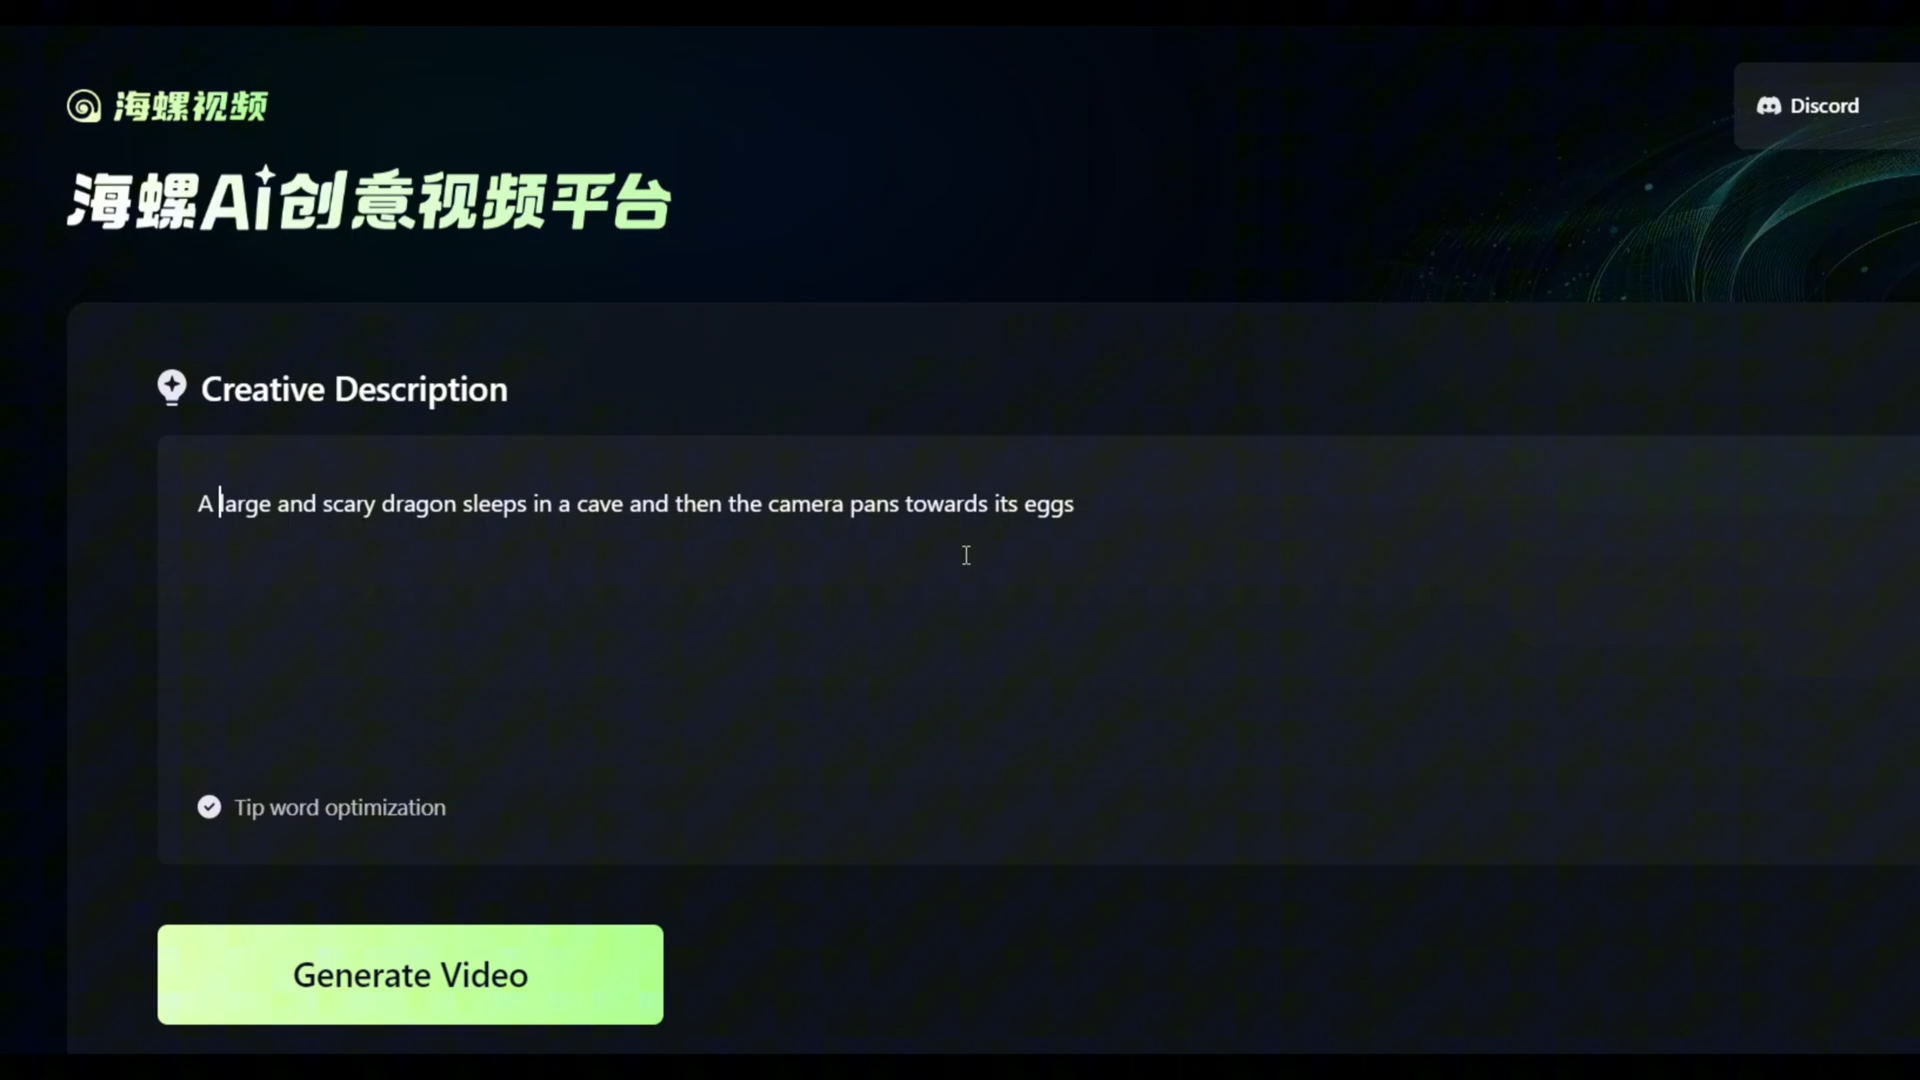 海螺视频
Discord
海螺Ai创意视频平台
Creative Description
A large and scary dragon sleeps in a cave and then the camera pans towards its eggs
Tip word optimization
Generate Video